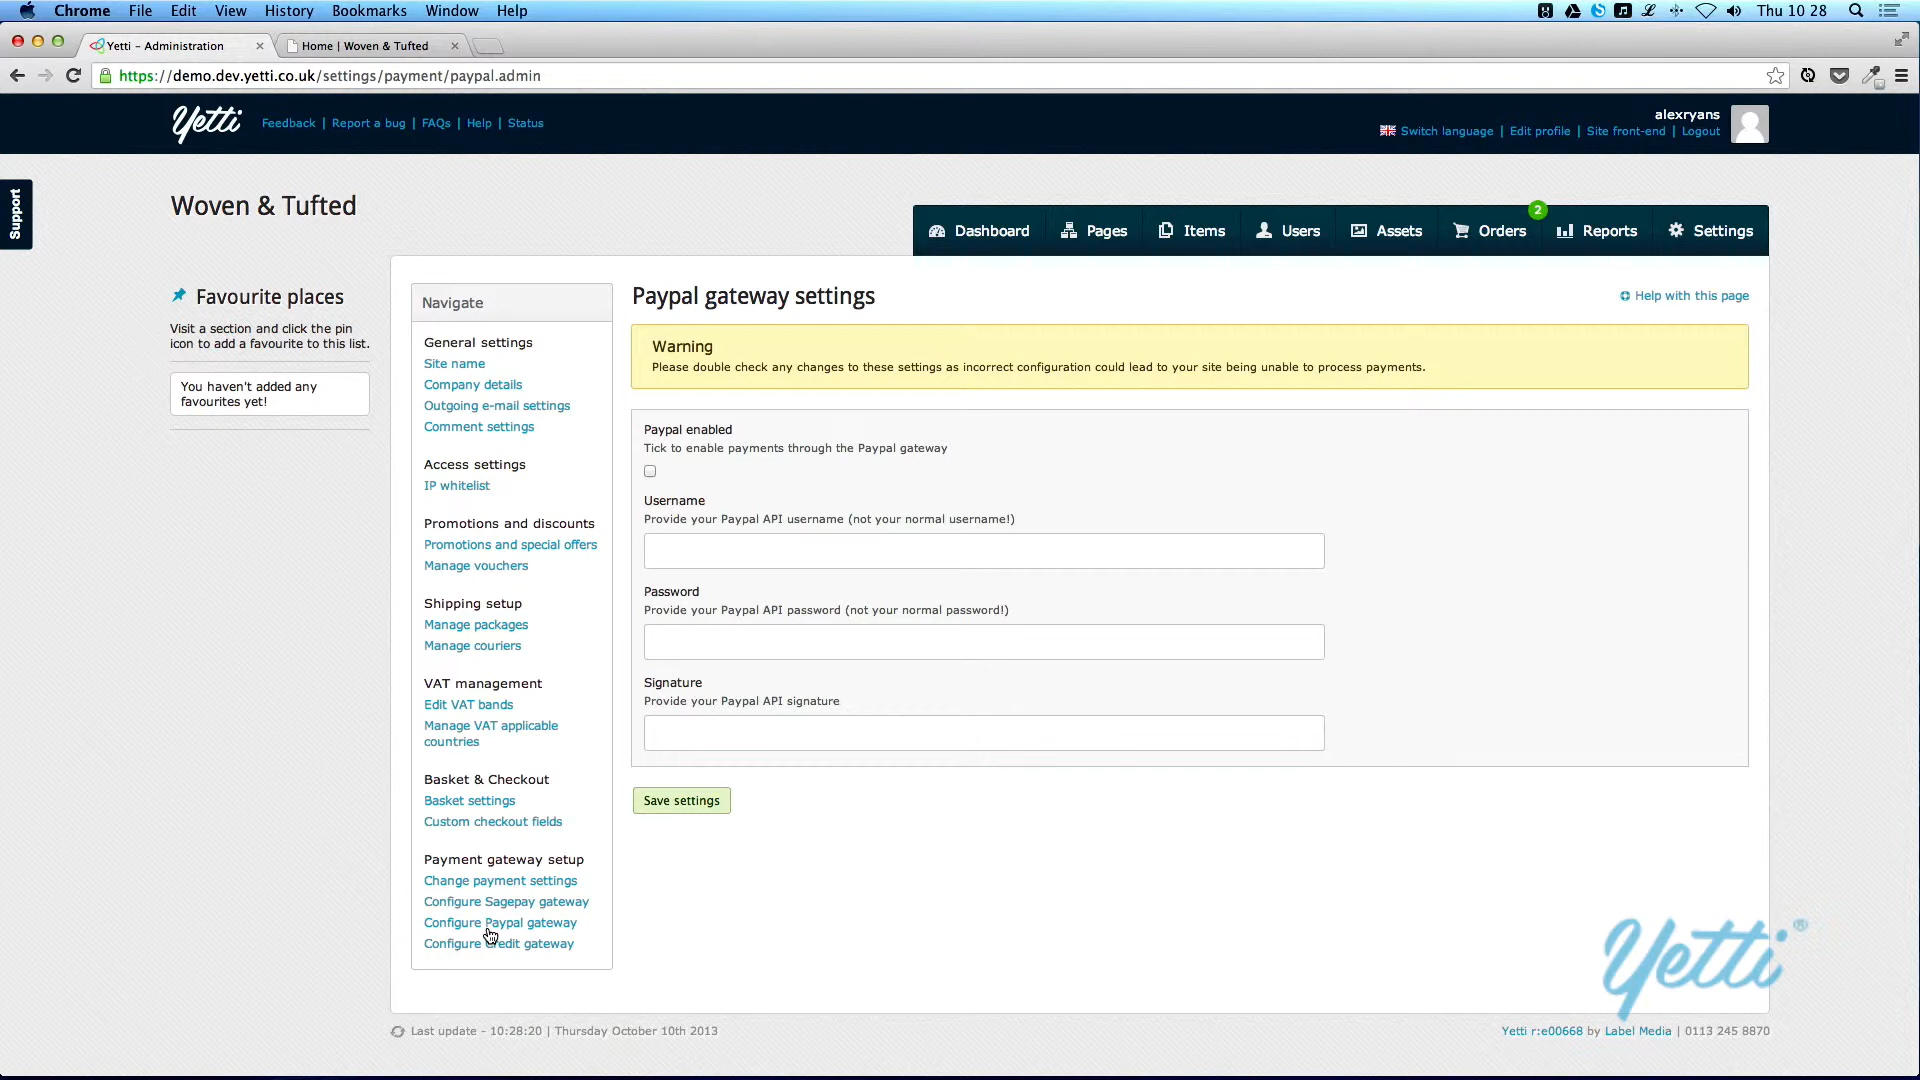 Chrome File Edit View History Bookmarks Window Help
Thu 10 28
Yetti – Administration
Home | Woven & Tufted
https://demo.dev.yetti.co.uk/settings/payment/paypal.admin
Yetti
Feedback | Report a bug | FAQs | Help | Status
alexryans
Switch language | Edit profile | Site front-end | Logout
Support
Woven & Tufted
2
Dashboard Pages Items Users Assets Orders Reports Settings
Favourite places
Visit a section and click the pin
icon to add a favourite to this list.
You haven't added any
favourites yet!
Navigate
General settings
Site name
Company details
Outgoing e-mail settings
Comment settings
Access settings
IP whitelist
Promotions and discounts
Promotions and special offers
Manage vouchers
Shipping setup
Manage packages
Manage couriers
VAT management
Edit VAT bands
Manage VAT applicable
countries
Basket & Checkout
Basket settings
Custom checkout fields
Payment gateway setup
Change payment settings
Configure Sagepay gateway
Configure Paypal gateway
Configure Credit gateway
Paypal gateway settings
Help with this page
Warning
Please double check any changes to these settings as incorrect configuration could lead to your site being unable to process payments.
Paypal enabled
Tick to enable payments through the Paypal gateway
Username
Provide your Paypal API username (not your normal username!)
Password
Provide your Paypal API password (not your normal password!)
Signature
Provide your Paypal API signature
Save settings
Yetti ®
Last update - 10:28:20 | Thursday October 10th 2013
Yetti r:e00668 by Label Media | 0113 245 8870